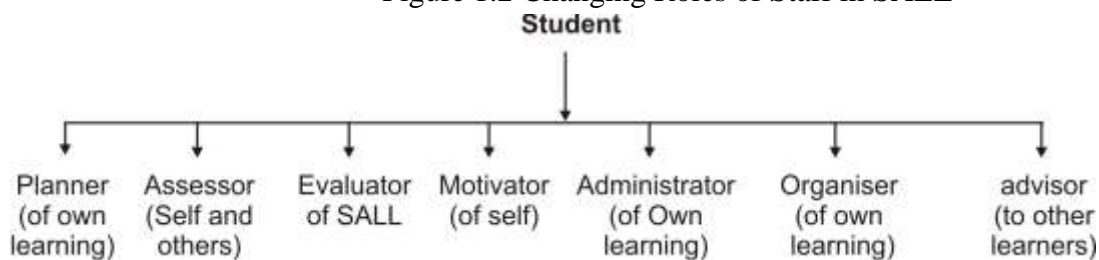 Figure 1.2 Changing Roles of Staff in SALL
Student
Planner
(of own
learning)
Assessor
(Self and
others)
Evaluator
of SALL
Motivator
(of self)
Administrator
(of Own
learning)
Organiser
(of own
learning)
advisor
(to other
learners)